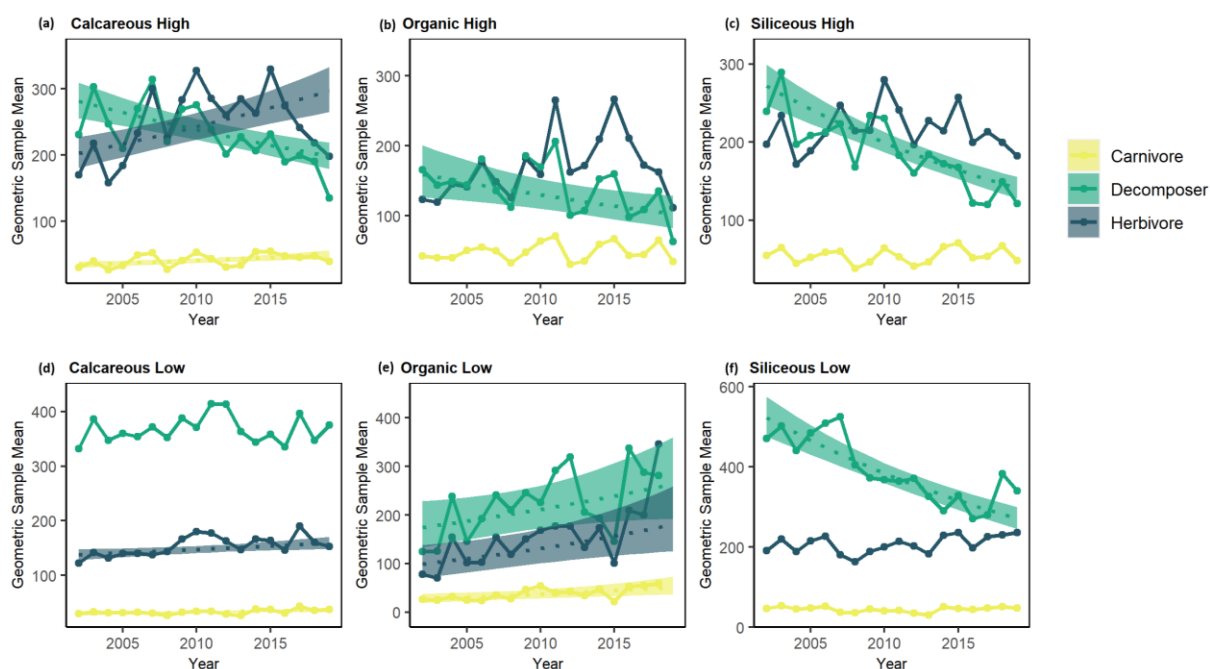 (a) Calcareous High
Geometric Sample Mean
300
200
100
2005
2010
2015
Year
(b) Organic High
Geometric Sample Mean
300
200
100
0
2005
2010
2015
Year
(c) Siliceous High
Geometric Sample Mean
300
200
100
2005
2010
2015
Year
Carnivore
Decomposer
Herbivore
(d) Calcareous Low
Geometric Sample Mean
400
300
200
100
2005
2010
2015
Year
(e) Organic Low
Geometric Sample Mean
400
300
200
100
0
2005
2010
2015
Year
(f) Siliceous Low
Geometric Sample Mean
600
400
200
0
2005
2010
2015
Year